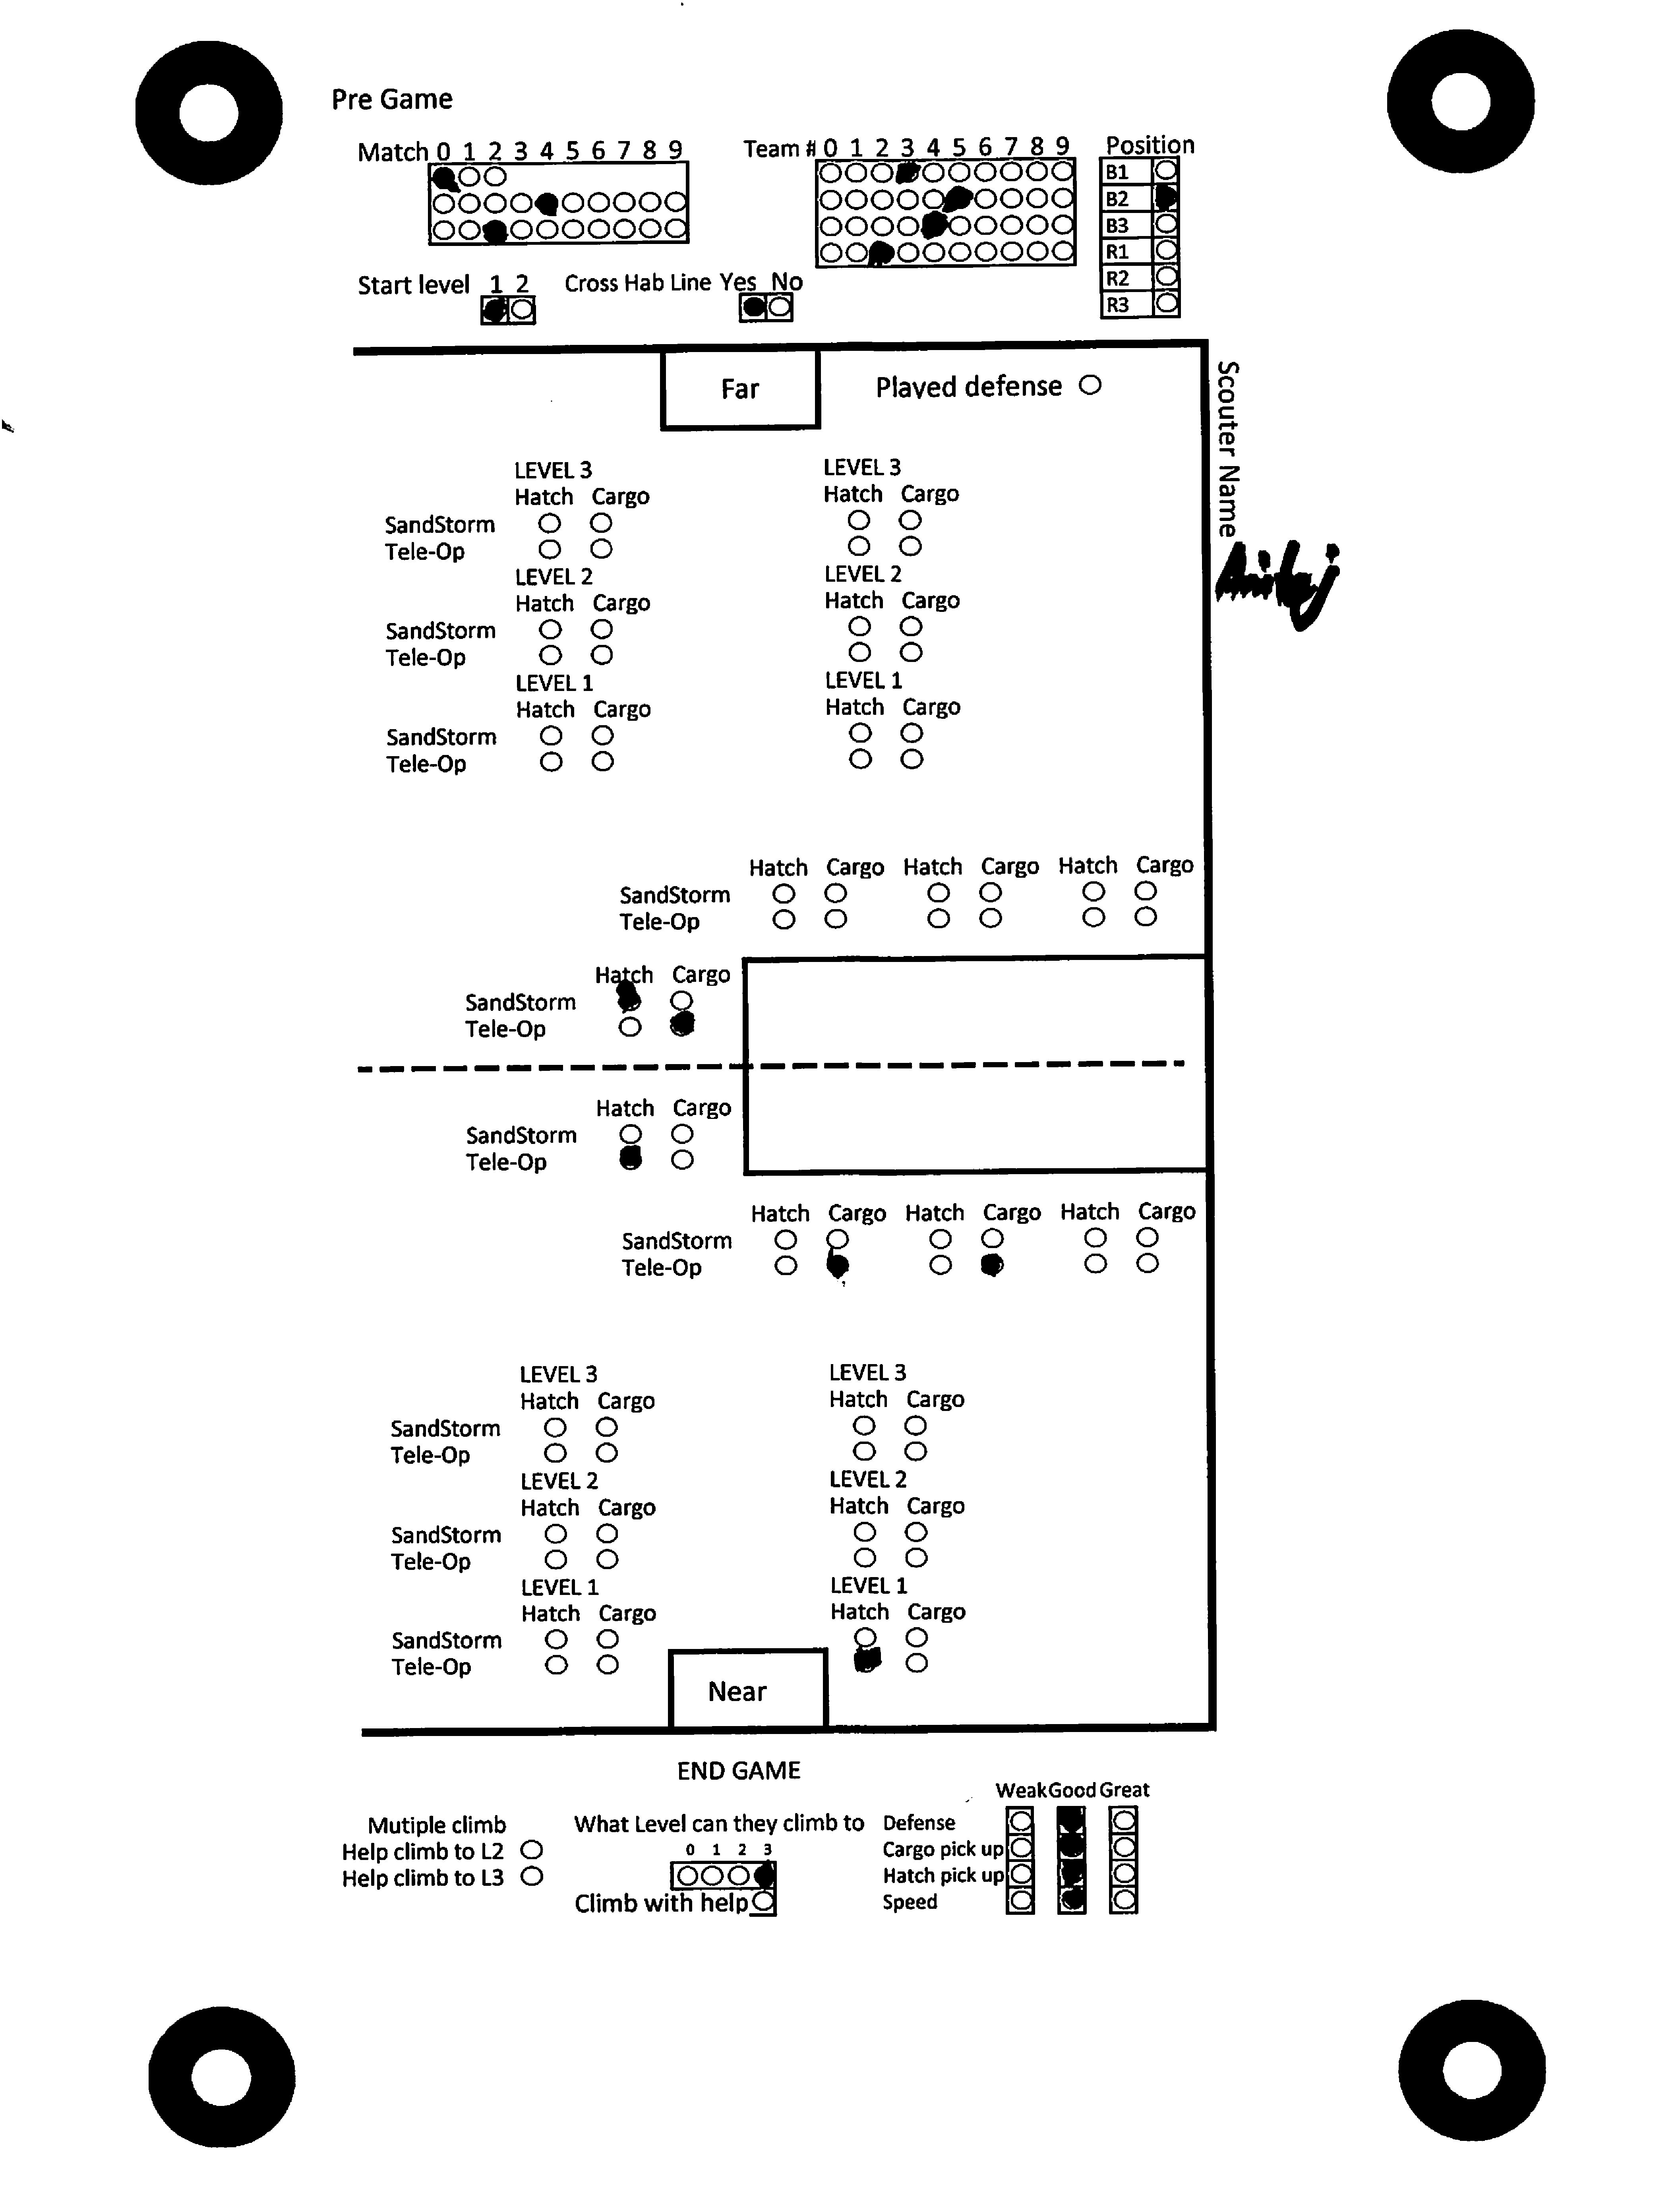 Pre Game
Match 0 1 2 3 4 5 6 7 8 9
Team # 0 1 2 3 4 5 6 7 8 9
Position
B1
B2
B3
R1
R2
R3
Start level 1 2
Cross Hab Line Yes No
Far
Played defense
Scouter Name
LEVEL 3 LEVEL 3
Hatch Cargo Hatch Cargo
SandStorm
Tele-Op
LEVEL 2 LEVEL 2
Hatch Cargo Hatch Cargo
SandStorm
Tele-Op
LEVEL 1 LEVEL 1
Hatch Cargo Hatch Cargo
SandStorm
Tele-Op
Hatch Cargo Hatch Cargo Hatch Cargo
SandStorm
Tele-Op
Hatch Cargo
SandStorm
Tele-Op
Hatch Cargo
SandStorm
Tele-Op
Hatch Cargo Hatch Cargo Hatch Cargo
SandStorm
Tele-Op
LEVEL 3 LEVEL 3
Hatch Cargo Hatch Cargo
SandStorm
Tele-Op
LEVEL 2 LEVEL 2
Hatch Cargo Hatch Cargo
SandStorm
Tele-Op
LEVEL 1 LEVEL 1
Hatch Cargo Hatch Cargo
SandStorm
Tele-Op
Near
END GAME
Mutiple climb
Help climb to L2
Help climb to L3
What Level can they climb to
0 1 2 3
Climb with help
Weak Good Great
Defense
Cargo pick up
Hatch pick up
Speed